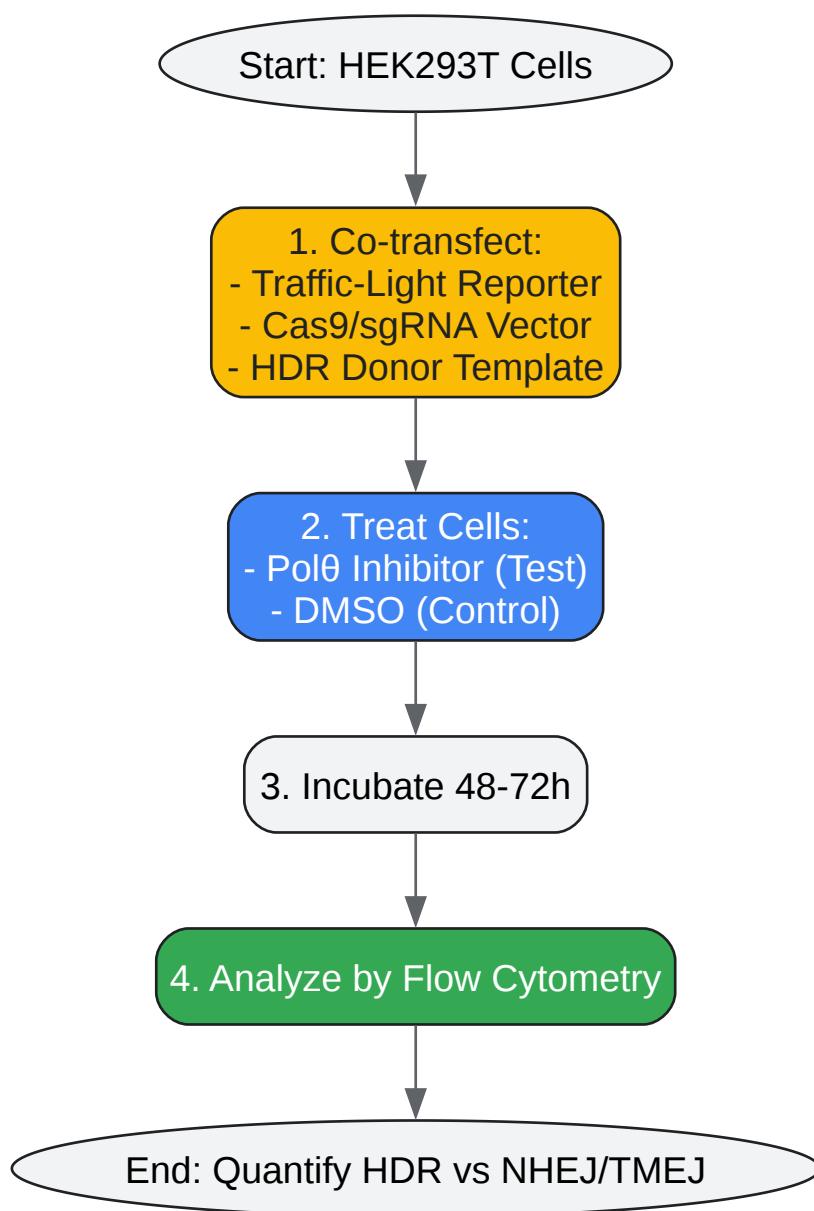 Start: HEK293T Cells
1. Co-transfect:
- Traffic-Light Reporter
- Cas9/sgRNA Vector
- HDR Donor Template
2. Treat Cells:
- Polθ Inhibitor (Test)
- DMSO (Control)
3. Incubate 48-72h
4. Analyze by Flow Cytometry
End: Quantify HDR vs NHEJ/TMEJ